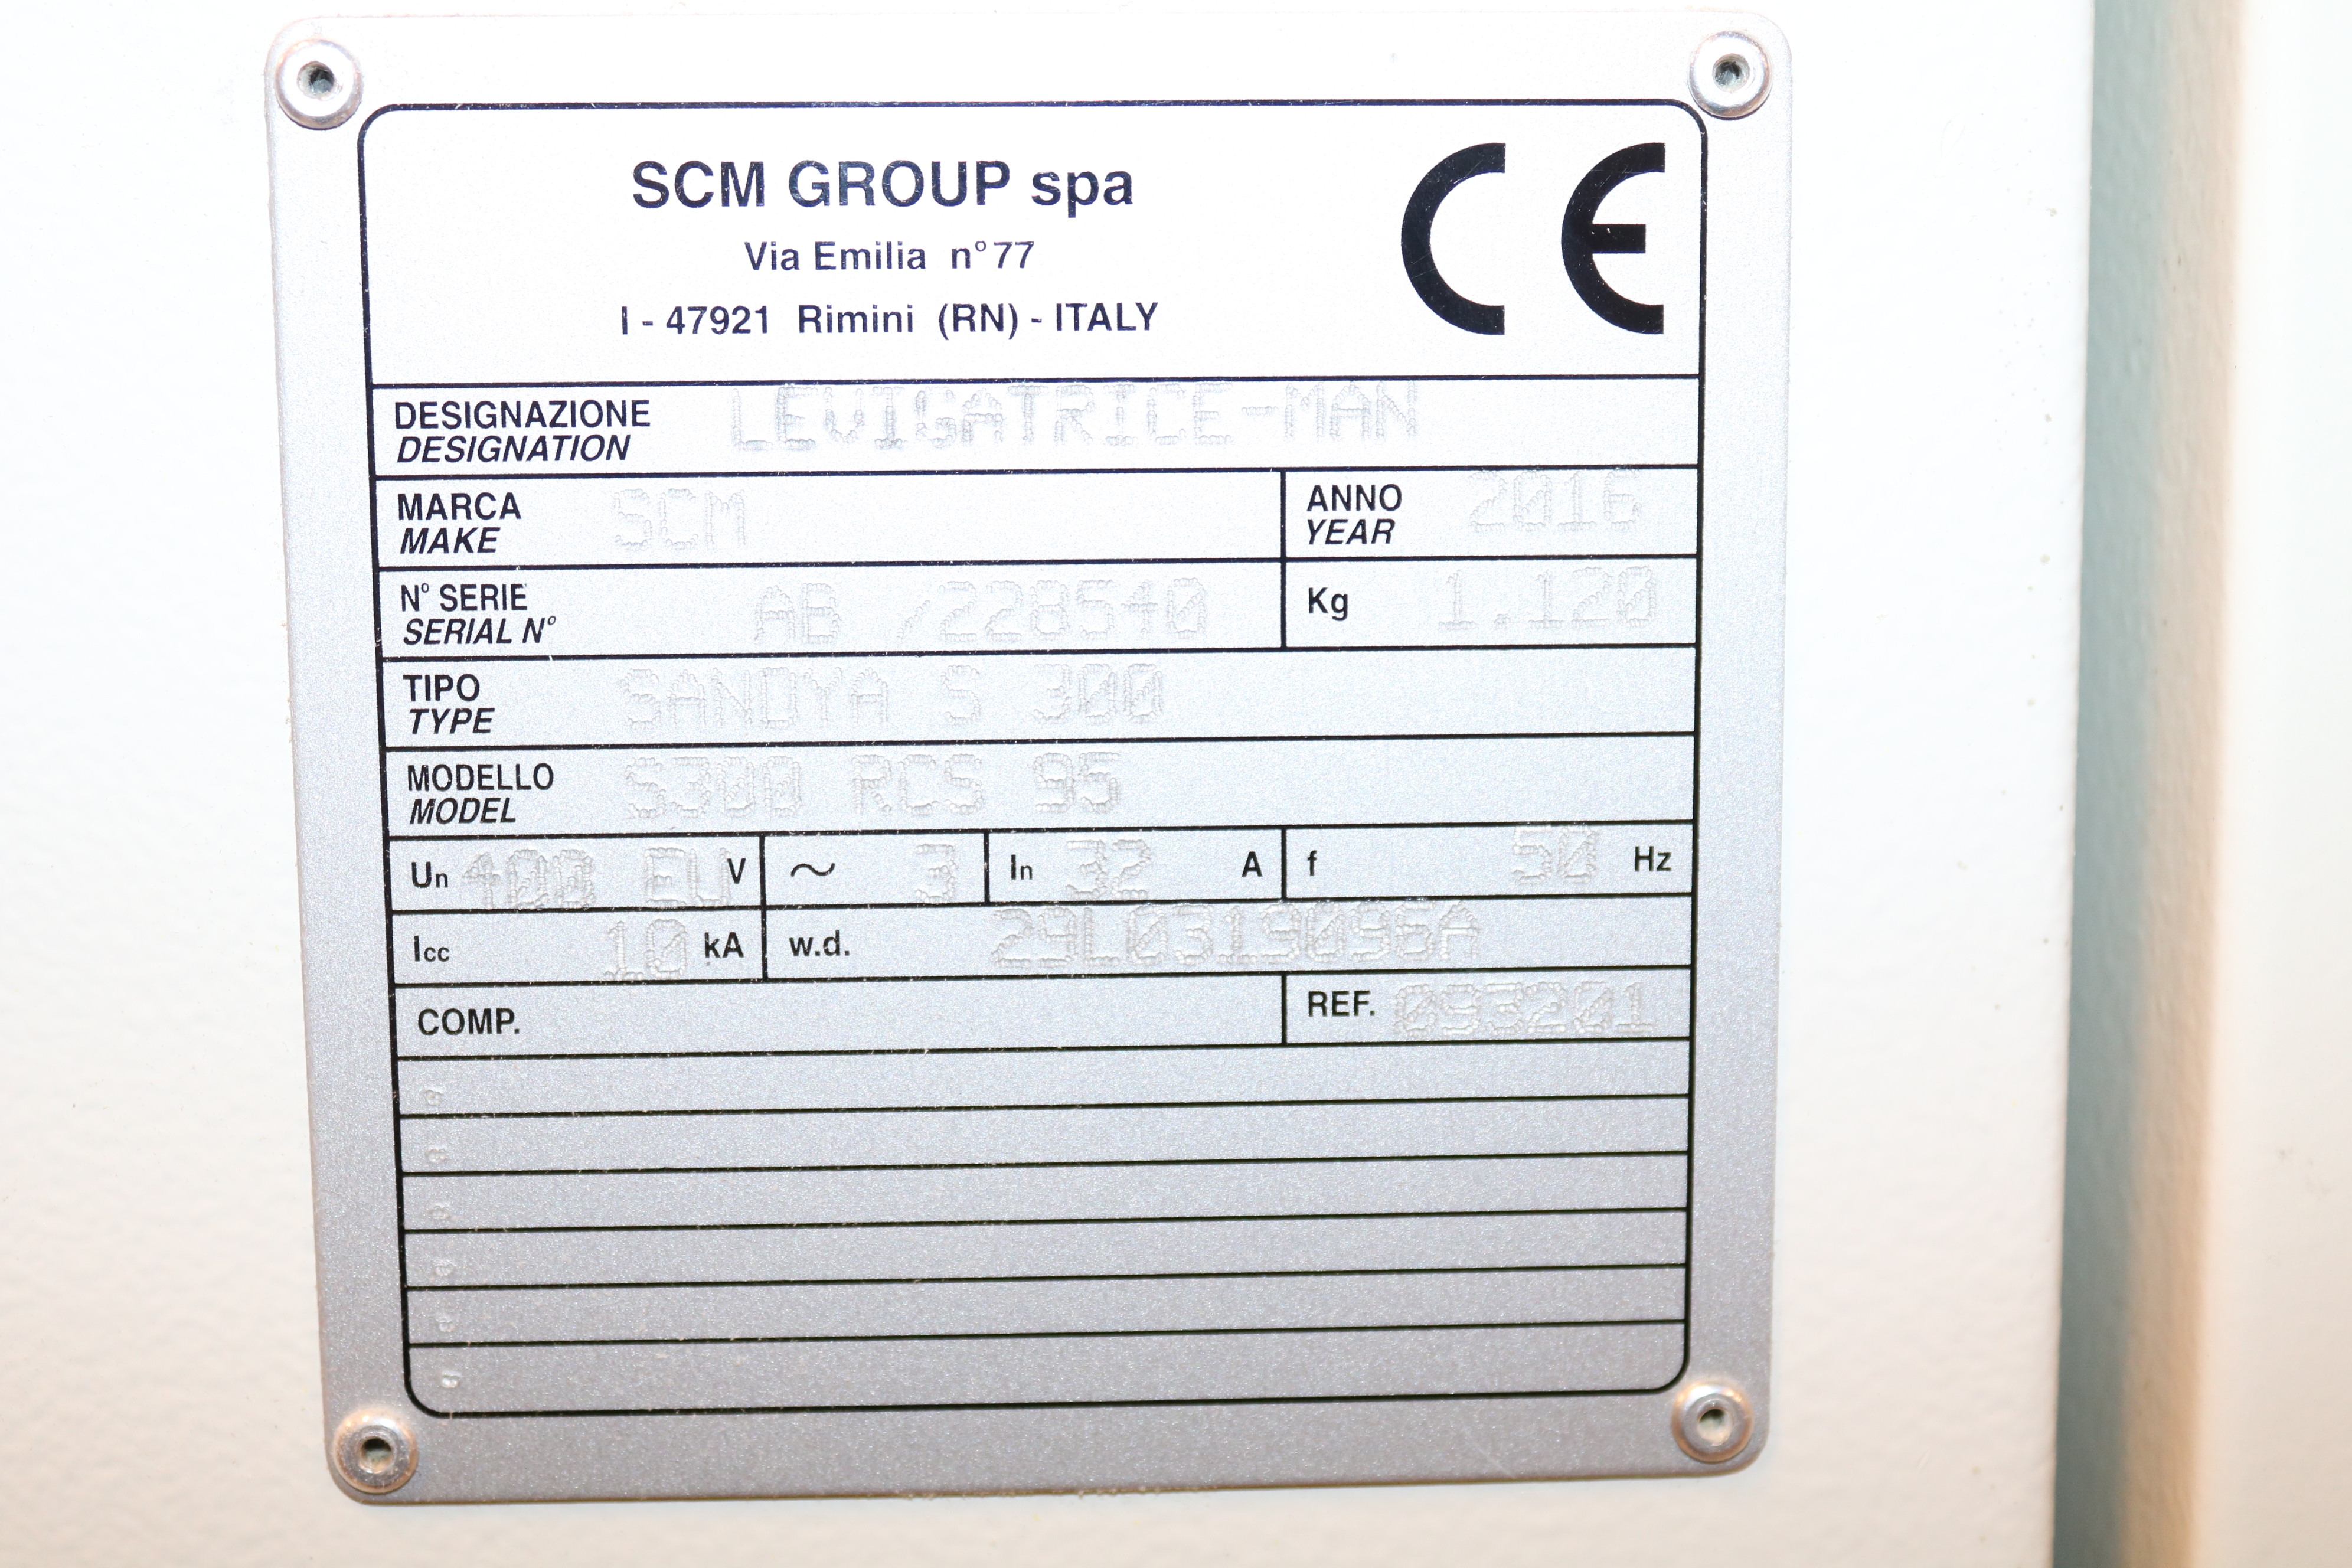 SCM GROUP spa
Via Emilia n° 77
I - 47921 Rimini (RN) - ITALY
CE
DESIGNAZIONE LEVIGATRICE-MAN
DESIGNATION
MARCA SCM ANNO 2016
MAKE YEAR
N° SERIE AB /228540 Kg 1.120
SERIAL N°
TIPO SANDYA S 300
TYPE
MODELLO S300 RCS 95
MODEL
Un 400 EU V ~ 3 In 32 A f 50 Hz
Icc 10 kA w.d. 29L0319096A
COMP. REF. 093201